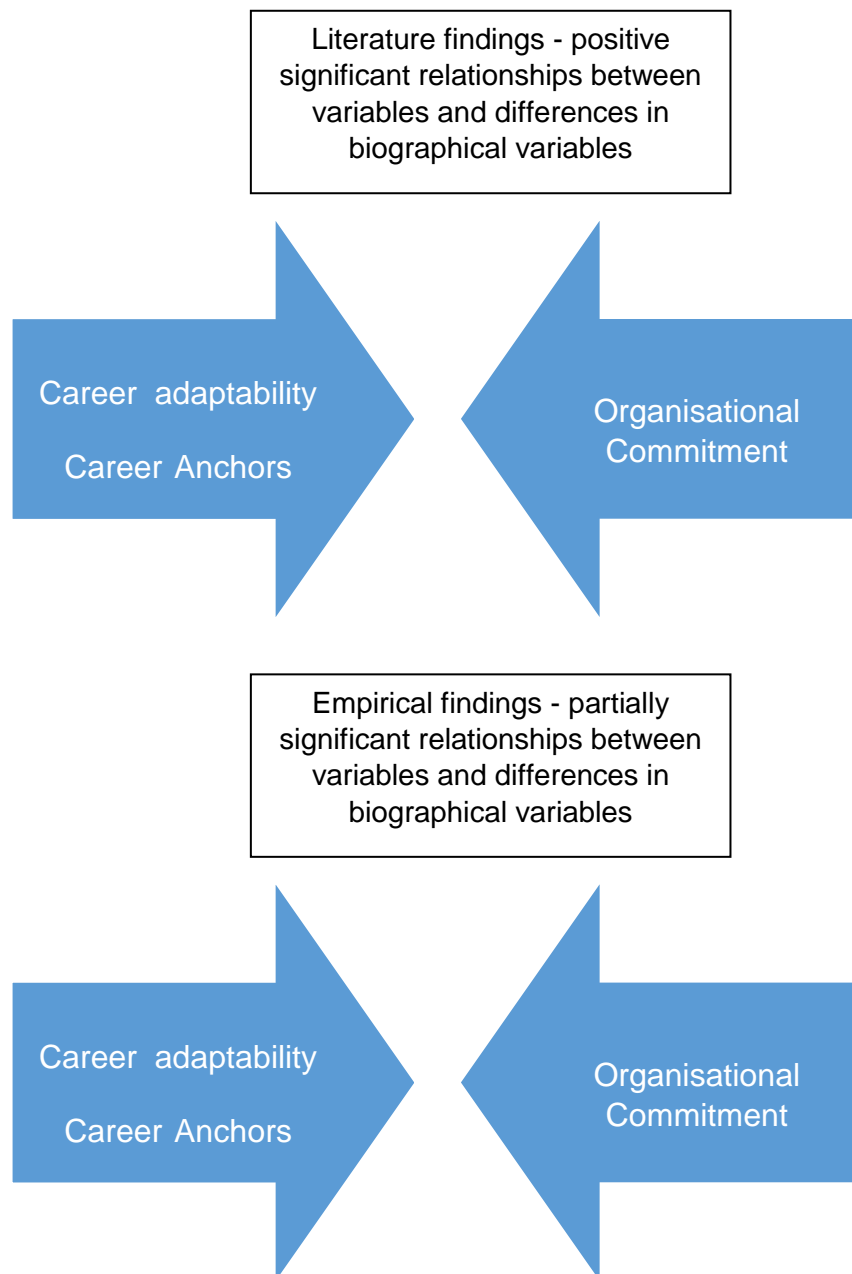 Literature findings - positive
significant relationships between
variables and differences in
biographical variables
Career adaptability
Career Anchors
Organisational
Commitment
Empirical findings - partially
significant relationships between
variables and differences in
biographical variables
Career adaptability
Career Anchors
Organisational
Commitment